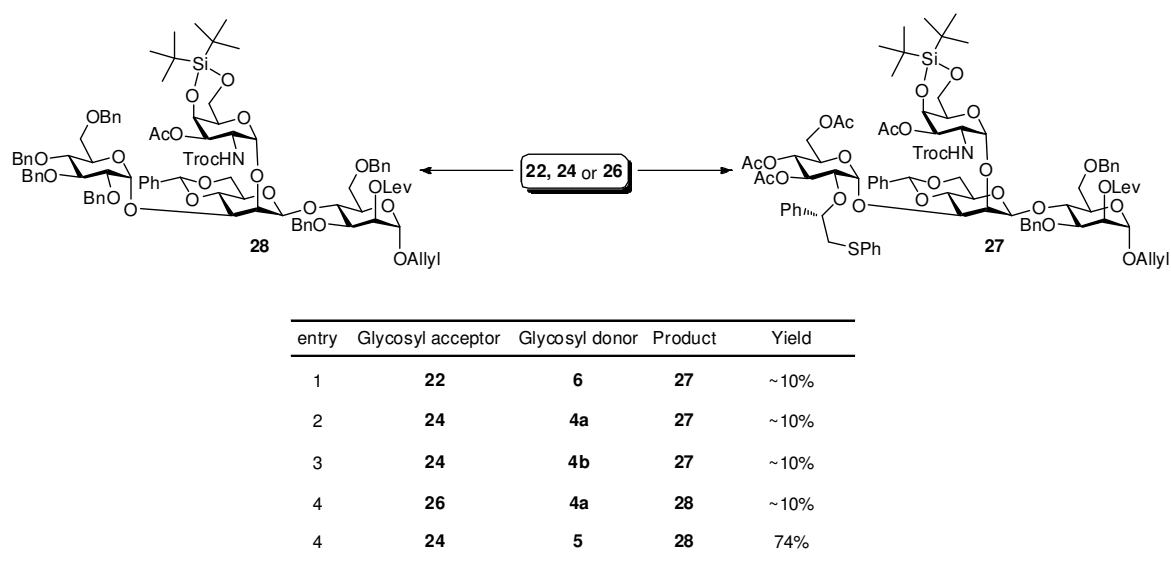 Si
O
O
OBn
AcO
O
BnO
BnO
O
BnO
TrocHN
O
Ph
O
O
O
O
O
OBn
OLev
O
BnO
O
OAllyl
28
22, 24 or 26
Si
O
O
OAc
AcO
O
AcO
AcO
O
TrocHN
O
O
Ph
O
O
O
O
Ph
O
SPh
O
OBn
OLev
O
BnO
OAllyl
27
entry Glycosyl acceptor Glycosyl donor Product Yield
1 22 6 27 ~10%
2 24 4a 27 ~10%
3 24 4b 27 ~10%
4 26 4a 28 ~10%
4 24 5 28 74%